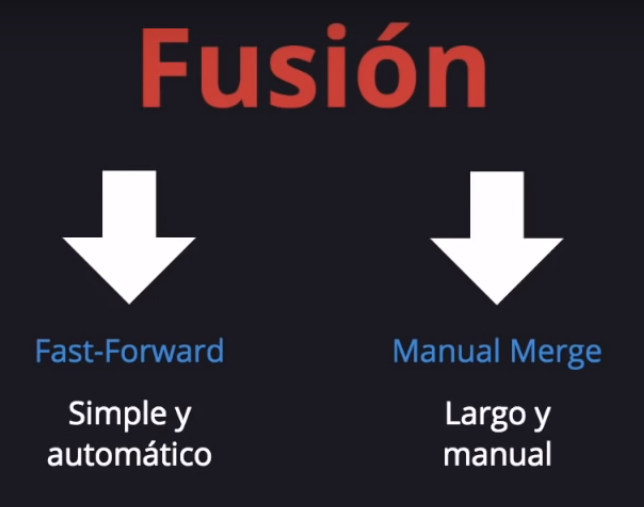 Fusión
Fast-Forward
Simple y
automático
Manual Merge
Largo y
manual